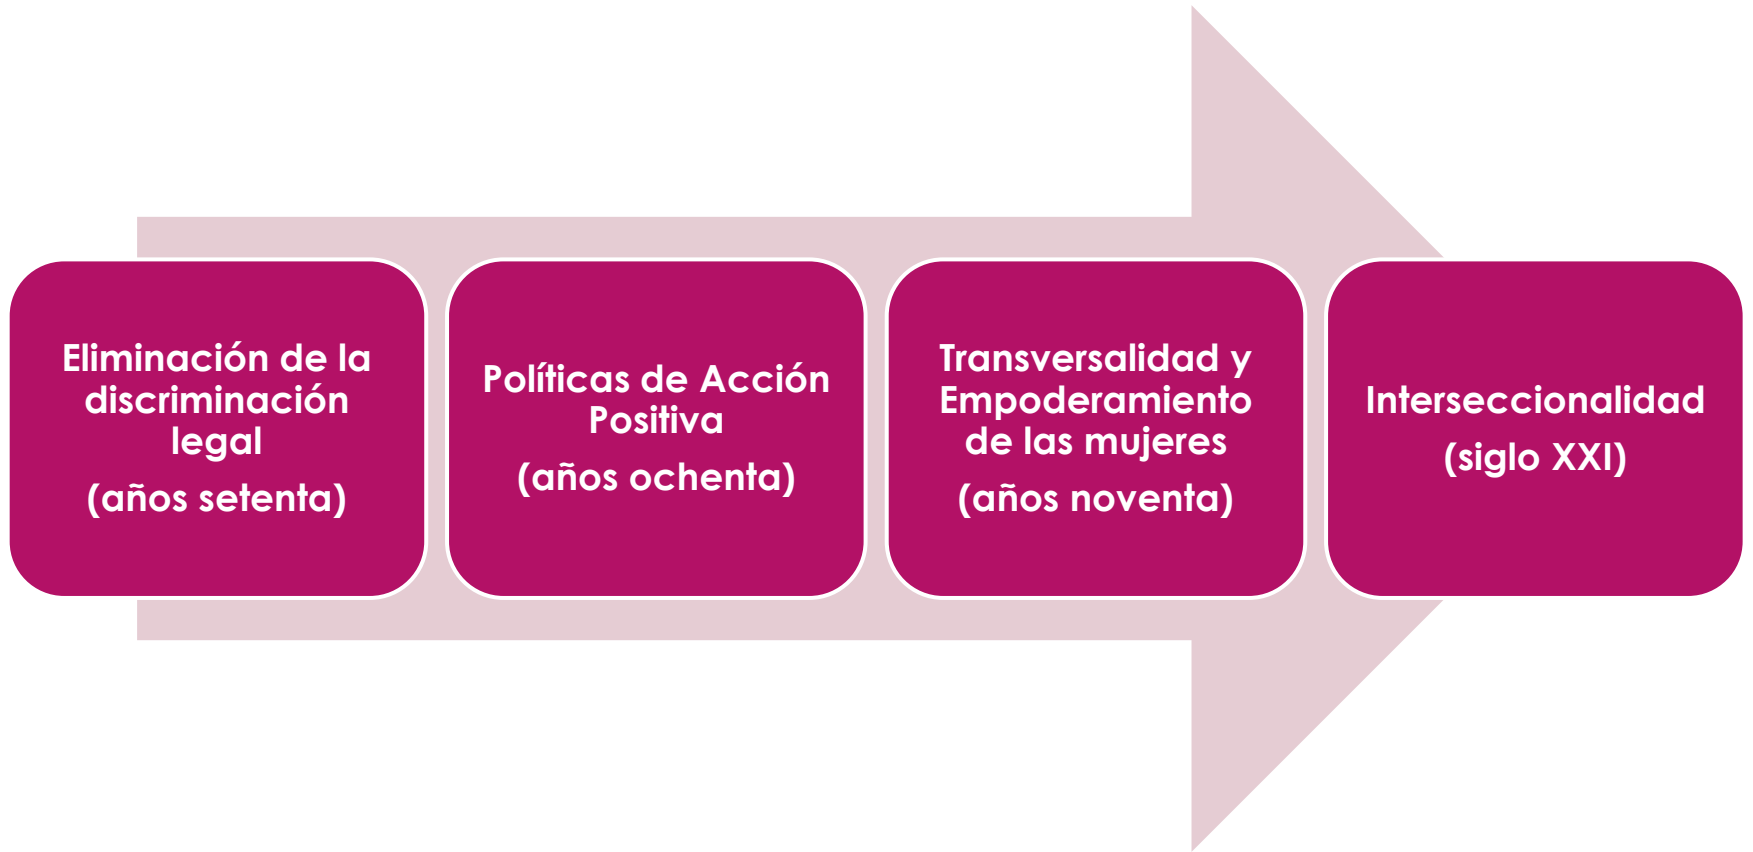 Eliminación de la
discriminación
legal
(años setenta)
Políticas de Acción
Positiva
(años ochenta)
Transversalidad y
Empoderamiento
de las mujeres
(años noventa)
Interseccionalidad
(siglo XXI)